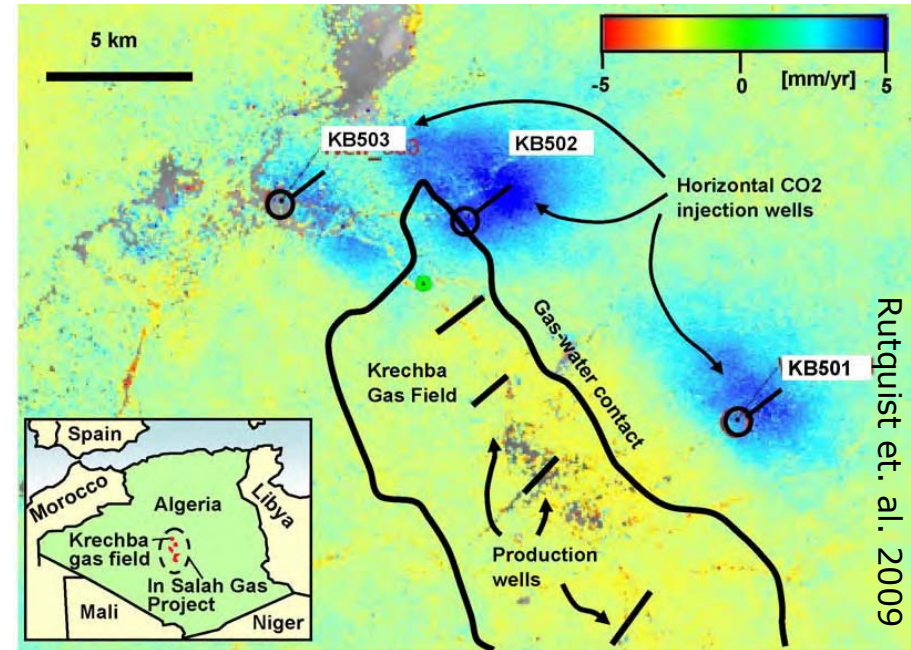 5 km
-5
0
[mm/yr]
5
KB503
KB502
Horizontal CO2
injection wells
Gas-water contact
Krechba
Gas Field
KB501
Production
wells
Spain
Morocco
Algeria
Libya
Krechba
gas field
In Salah Gas
Project
Mali
Niger
Rutquist et. al. 2009